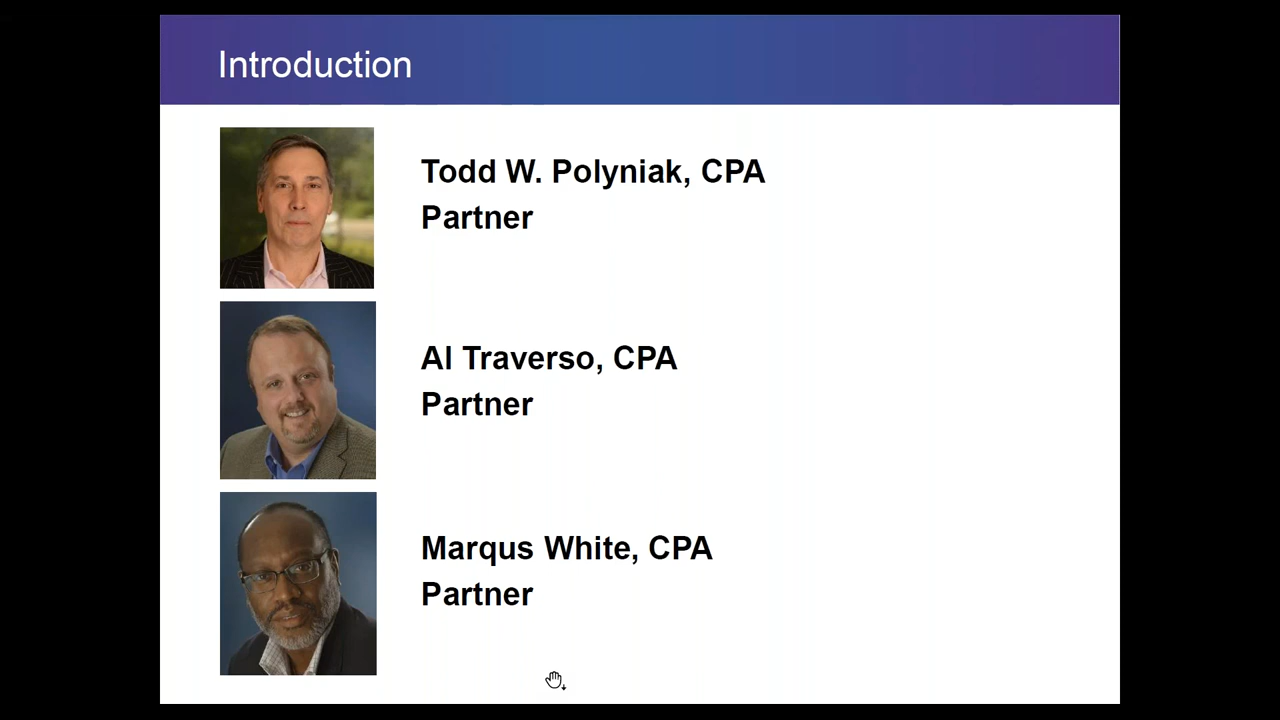 Introduction
Todd W. Polyniak, CPA
Partner
Al Traverso, CPA
Partner
Marqus White, CPA
Partner